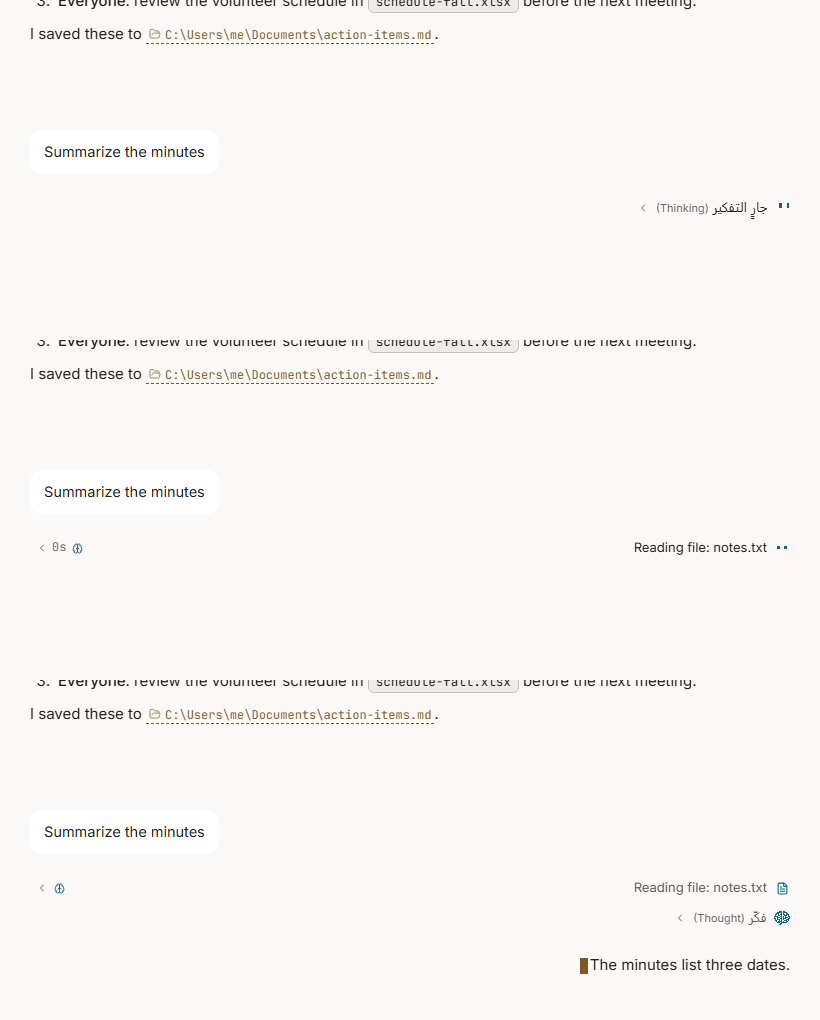 3. Everyone: review the volunteer schedule in schedule-fall.xlsx before the next meeting.
I saved these to C:\Users\me\Documents\action-items.md.
Summarize the minutes
جارٍ التفكير (Thinking)
3. Everyone: review the volunteer schedule in schedule-fall.xlsx before the next meeting.
I saved these to C:\Users\me\Documents\action-items.md.
Summarize the minutes
Reading file: notes.txt
0s
3. Everyone: review the volunteer schedule in schedule-fall.xlsx before the next meeting.
I saved these to C:\Users\me\Documents\action-items.md.
Summarize the minutes
Reading file: notes.txt
فكّر (Thought)
The minutes list three dates.